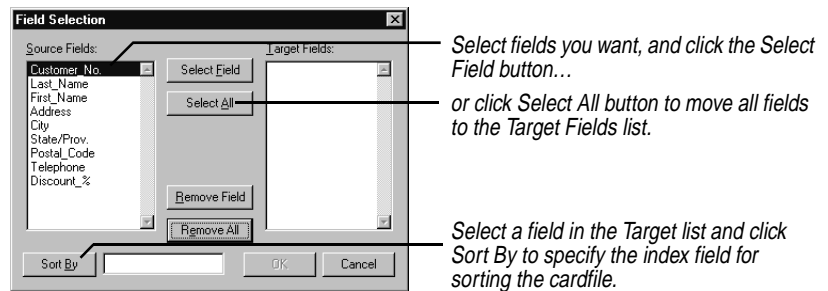 Field Selection
Source Fields:
Target Fields:
Customer_No.
Last_Name
First_Name
Address
City
State/Prov.
Postal_Code
Telephone
Discount_%
Select Field
Select All
Remove Field
Remove All
Sort By
OK
Cancel
Select fields you want, and click the Select
Field button…
or click Select All button to move all fields
to the Target Fields list.
Select a field in the Target list and click
Sort By to specify the index field for
sorting the cardfile.